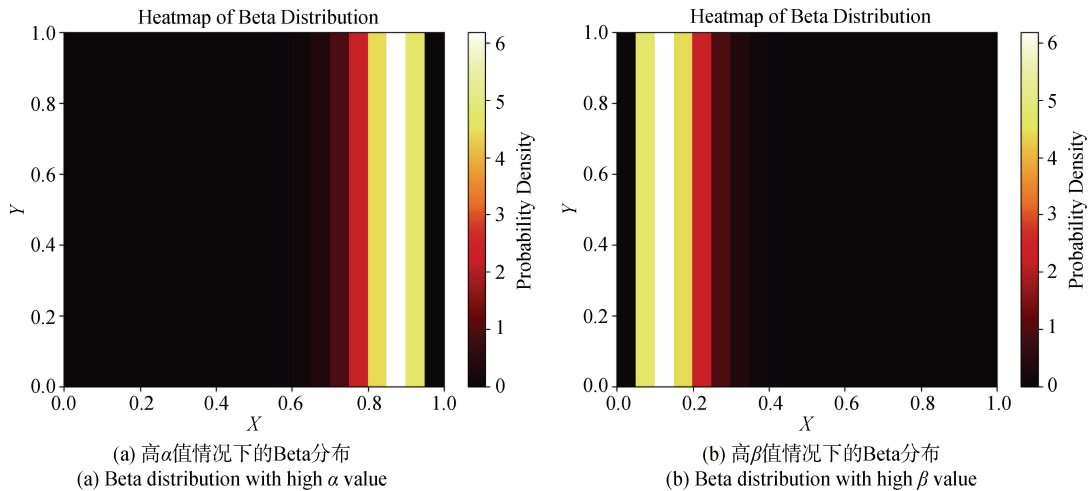 Heatmap of Beta Distribution
1.0
0.8
0.6
0.4
0.2
0.0
Y
0.0 0.2 0.4 0.6 0.8 1.0
X
6
5
4
3
2
1
0
Probability Density
(a) 高α值情况下的Beta分布
(a) Beta distribution with high α value
Heatmap of Beta Distribution
1.0
0.8
0.6
0.4
0.2
0.0
Y
0.0 0.2 0.4 0.6 0.8 1.0
X
6
5
4
3
2
1
0
Probability Density
(b) 高β值情况下的Beta分布
(b) Beta distribution with high β value